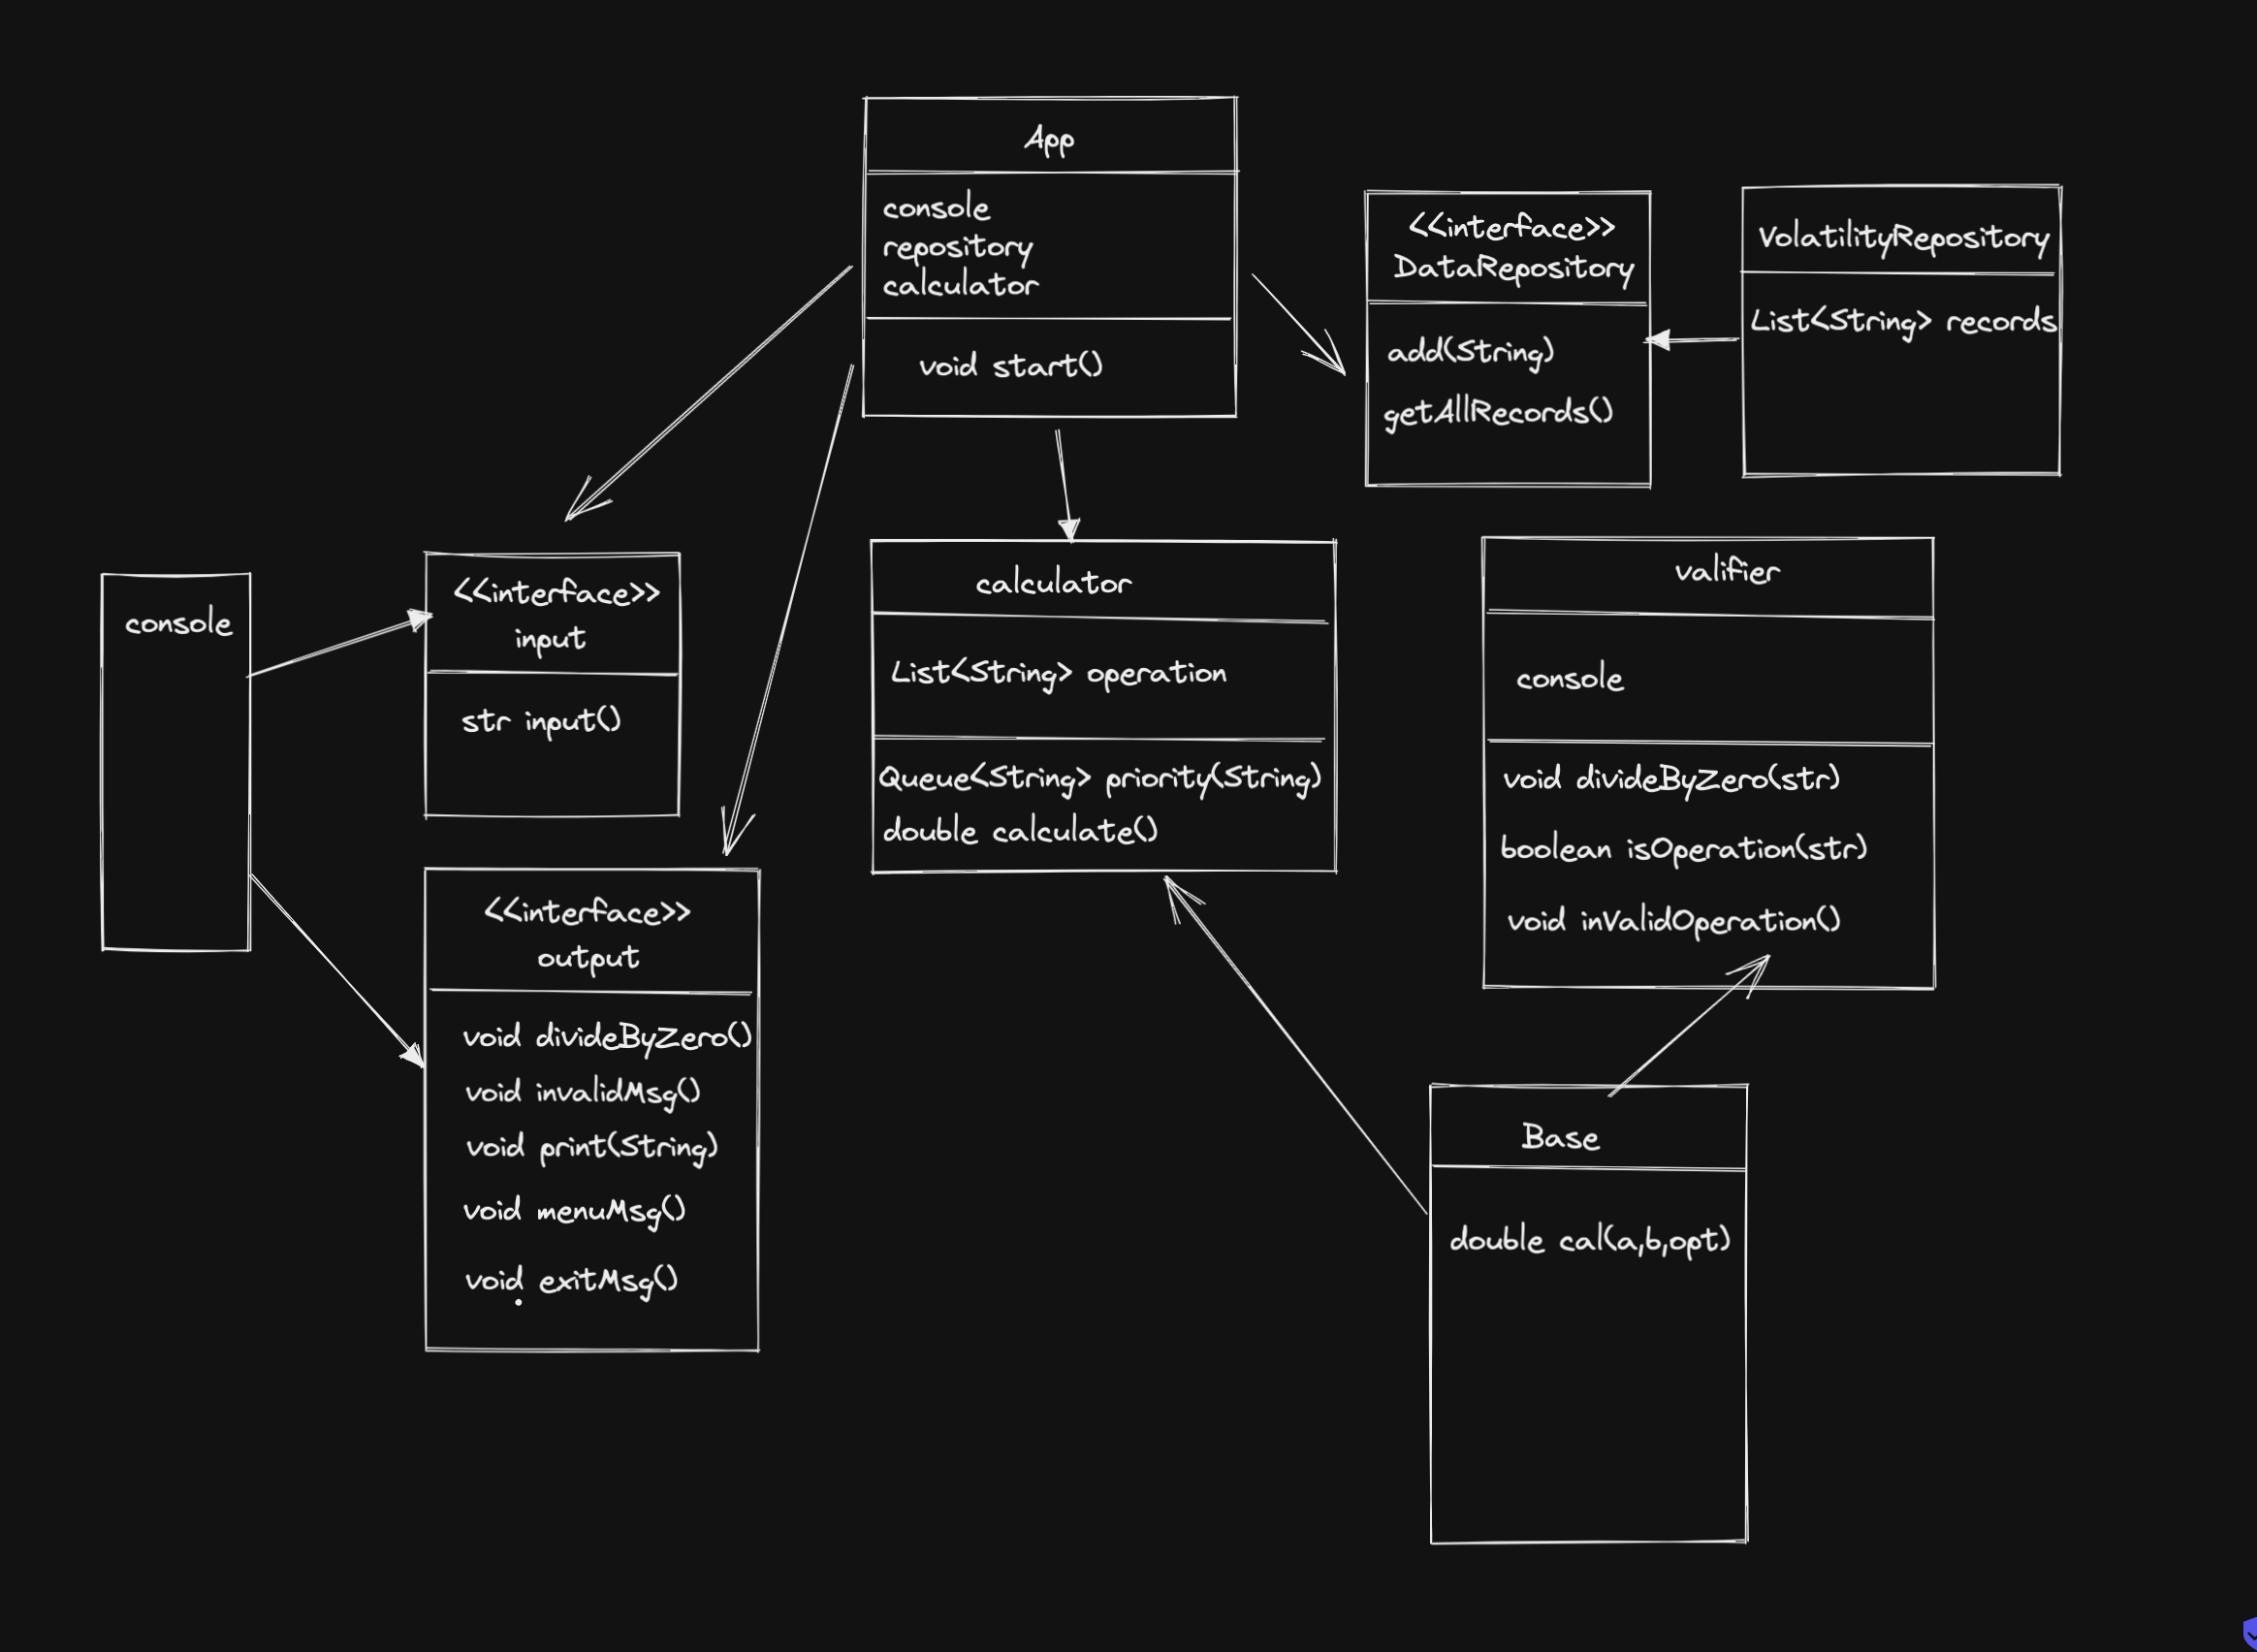 App
console
repository
calculator
void start()
<<interface>>
DataRepository
add(String)
getAllRecords()
VolatilityRepository
List<String> records
console
<<interface>>
input
str input()
calculator
List<String> operation
Queue<String> priority(String)
double calculate()
valifier
console
void divideByZero(str)
boolean isOperation(str)
void inValidOperation()
<<interface>>
output
void divideByZero()
void invalidMsg()
void print(String)
void menuMsg()
void exitMsg()
Base
double cal(a,b,opt)